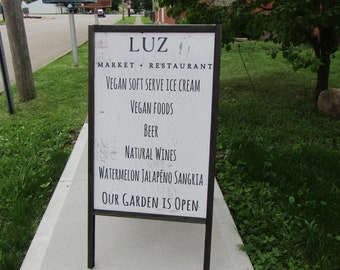 LUZ
MARKET • RESTAURANT
VEGAN SOFT SERVE ICE CREAM
VEGAN FOODS
BEER
NATURAL WINES
WATERMELON JALAPEÑO SANGRIA
OUR GARDEN IS OPEN